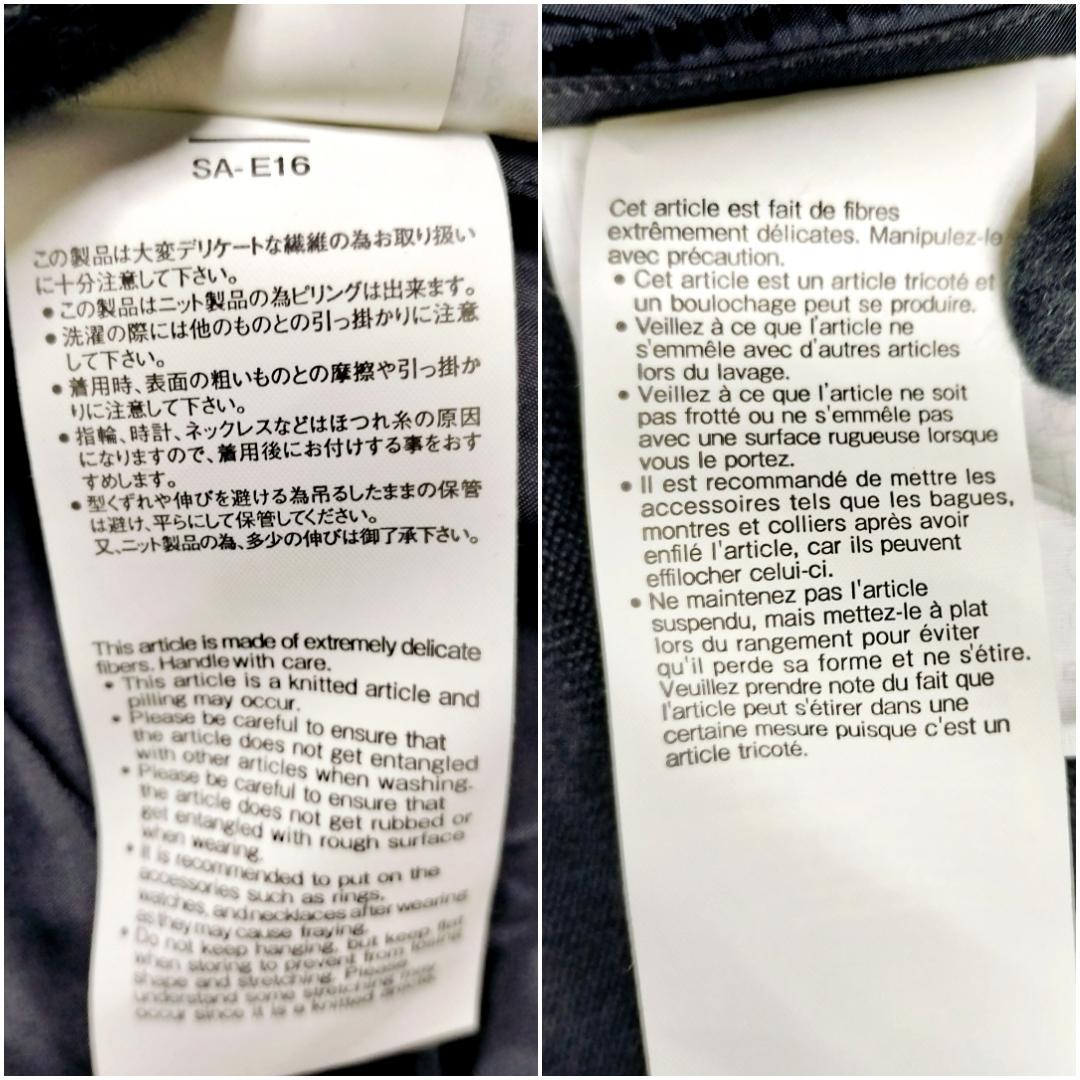 SA-E16
この製品は大変デリケートな繊維の為お取り扱い
に十分注意して下さい。
●この製品はニット製品の為ピリングは出来ます。
●洗濯の際には他のものとの引っ掛かりに注意
して下さい。
●着用時、表面の粗いものとの摩擦や引っ掛か
りに注意して下さい。
●指輪、時計、ネックレスなどはほつれ糸の原因
になりますので、着用後にお付けする事をおす
すめします。
●型くずれや伸びを避ける為吊るしたままの保管
は避け、平らにして保管してください。
又、ニット製品の為、多少の伸びは御了承下さい。
This article is made of extremely delicate
fibers. Handle with care.
● This article is a knitted article and
pilling may occur.
● Please be careful to ensure that
the article does not get entangled
with other articles when washing.
● Please be careful to ensure that
the article does not get rubbed or
get entangled with rough surface
when wearing.
● It is recommended to put on the
accessories such as rings,
watches, and necklaces after wearing
as they may cause fraying.
● Do not keep hanging, but keep flat
when storing to prevent from losing
shape and stretching. Please
understand some stretching may
occur since it is a knitted article.
Cet article est fait de fibres
extrêmement délicates. Manipulez-le
avec précaution.
● Cet article est un article tricoté et
un boulochage peut se produire.
● Veillez à ce que l'article ne
s'emmêle avec d'autres articles
lors du lavage.
● Veillez à ce que l'article ne soit
pas frotté ou ne s'emmêle pas
avec une surface rugueuse lorsque
vous le portez.
● Il est recommandé de mettre les
accessoires tels que les bagues,
montres et colliers après avoir
enfilé l'article, car ils peuvent
effilocher celui-ci.
● Ne maintenez pas l'article
suspendu, mais mettez-le à plat
lors du rangement pour éviter
qu'il perde sa forme et ne s'étire.
Veuillez prendre note du fait que
l'article peut s'étirer dans une
certaine mesure puisque c'est un
article tricoté.